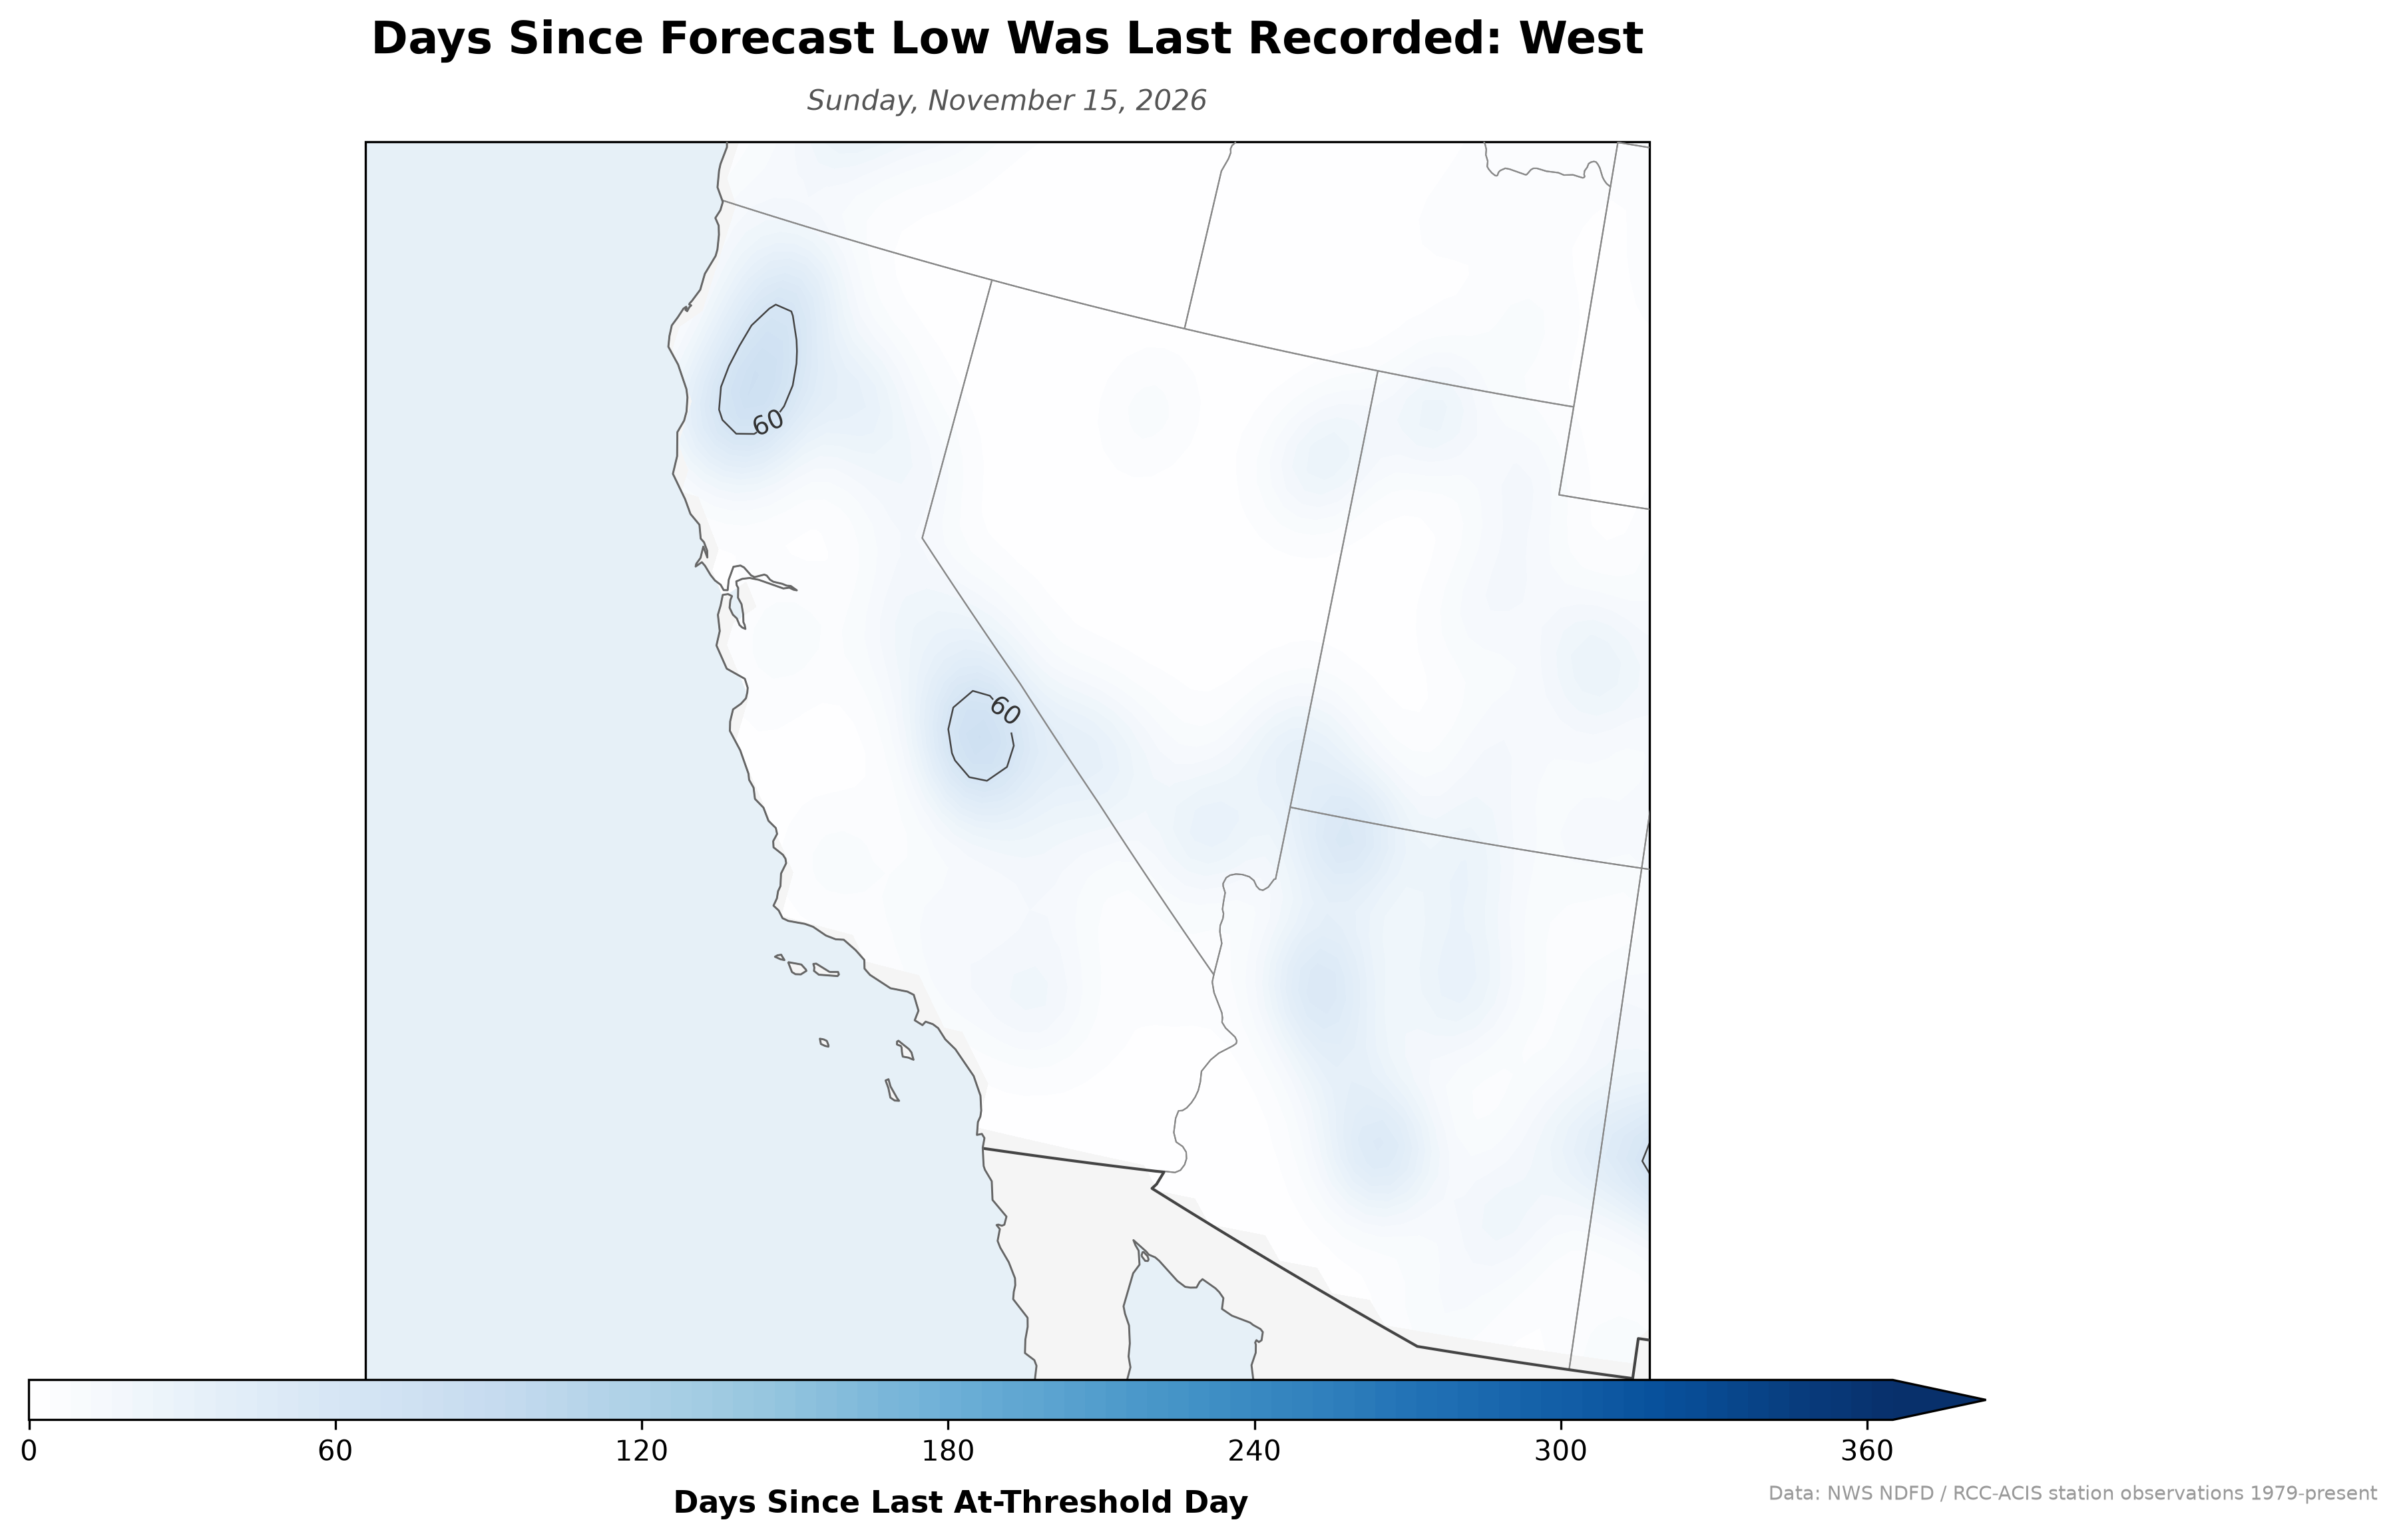 Days Since Forecast Low Was Last Recorded: West
Sunday, November 15, 2026
60
60
0 60 120 180 240 300 360
Days Since Last At-Threshold Day
Data: NWS NDFD / RCC-ACIS station observations 1979-present